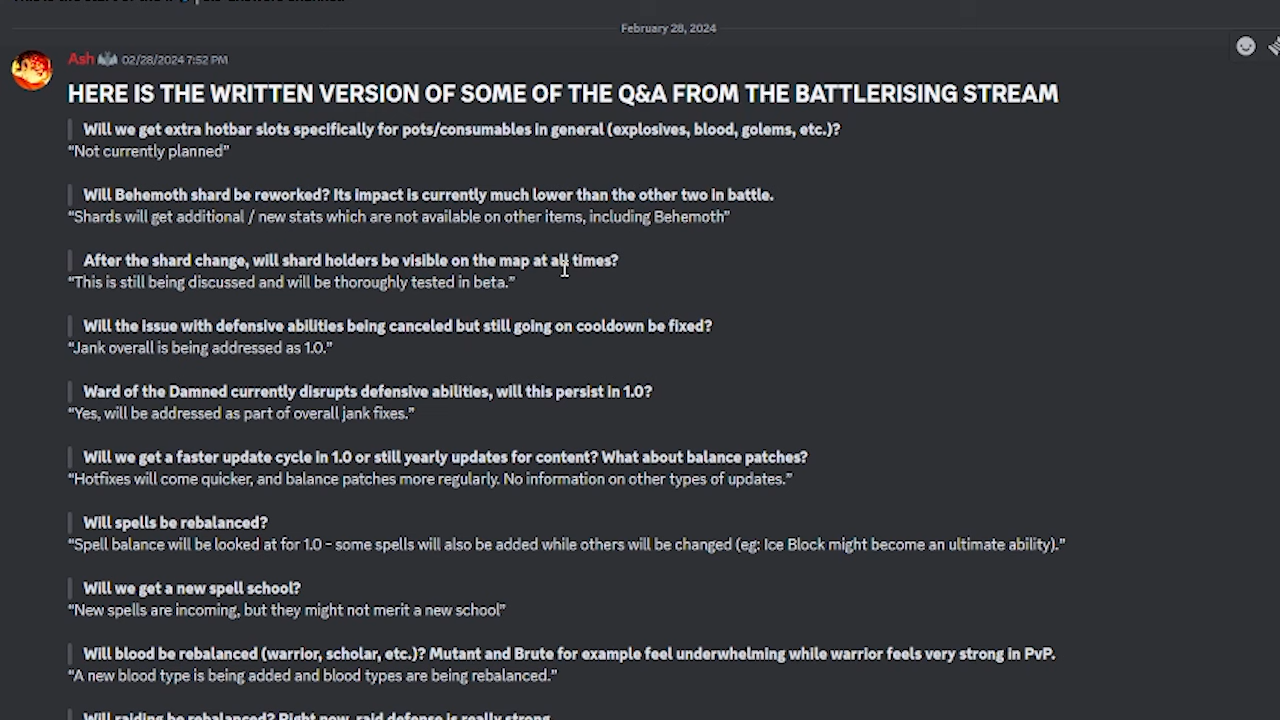 February 28, 2024
Ash 02/28/2024 7:52 PM
HERE IS THE WRITTEN VERSION OF SOME OF THE Q&A FROM THE BATTLERISING STREAM
Will we get extra hotbar slots specifically for pots/consumables in general (explosives, blood, golems, etc.)?
“Not currently planned”
Will Behemoth shard be reworked? Its impact is currently much lower than the other two in battle.
“Shards will get additional / new stats which are not available on other items, including Behemoth”
After the shard change, will shard holders be visible on the map at all times?
“This is still being discussed and will be thoroughly tested in beta.”
Will the issue with defensive abilities being canceled but still going on cooldown be fixed?
“Jank overall is being addressed as 1.0.”
Ward of the Damned currently disrupts defensive abilities, will this persist in 1.0?
“Yes, will be addressed as part of overall jank fixes.”
Will we get a faster update cycle in 1.0 or still yearly updates for content? What about balance patches?
“Hotfixes will come quicker, and balance patches more regularly. No information on other types of updates.”
Will spells be rebalanced?
“Spell balance will be looked at for 1.0 - some spells will also be added while others will be changed (eg: Ice Block might become an ultimate ability).”
Will we get a new spell school?
“New spells are incoming, but they might not merit a new school”
Will blood be rebalanced (warrior, scholar, etc.)? Mutant and Brute for example feel underwhelming while warrior feels very strong in PvP.
“A new blood type is being added and blood types are being rebalanced.”
Will raiding be rebalanced? Right now, raid defense is really strong